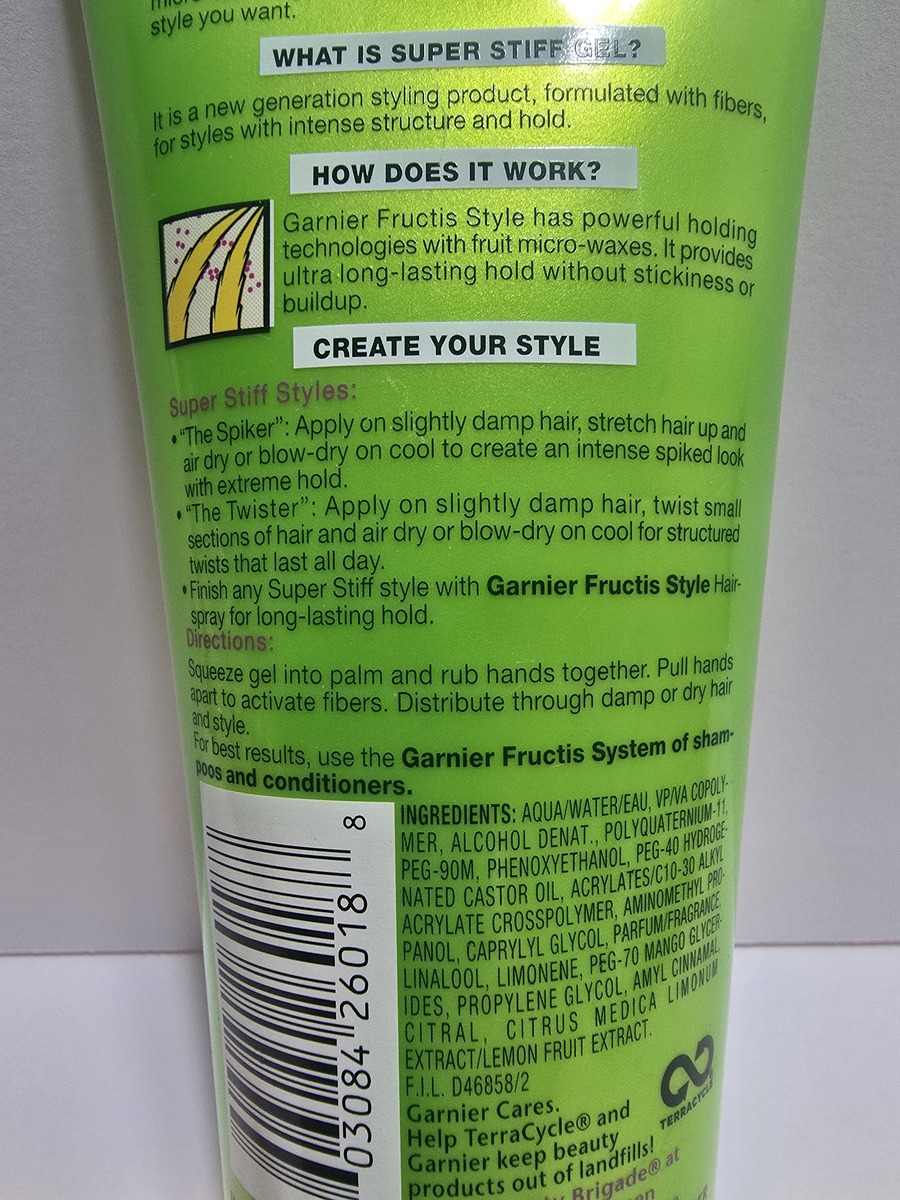 style you want.
WHAT IS SUPER STIFF GEL?
It is a new generation styling product, formulated with fibers,
for styles with intense structure and hold.
HOW DOES IT WORK?
Garnier Fructis Style has powerful holding
technologies with fruit micro-waxes. It provides
ultra long-lasting hold without stickiness or
buildup.
CREATE YOUR STYLE
Super Stiff Styles:
•"The Spiker": Apply on slightly damp hair, stretch hair up and
air dry or blow-dry on cool to create an intense spiked look
with extreme hold.
•"The Twister": Apply on slightly damp hair, twist small
sections of hair and air dry or blow-dry on cool for structured
twists that last all day.
•Finish any Super Stiff style with Garnier Fructis Style Hair-
spray for long-lasting hold.
Directions:
Squeeze gel into palm and rub hands together. Pull hands
apart to activate fibers. Distribute through damp or dry hair
and style.
For best results, use the Garnier Fructis System of sham-
poos and conditioners.
03084 26018 8
INGREDIENTS: AQUA/WATER/EAU, VP/VA COPOLY-
MER, ALCOHOL DENAT., POLYQUATERNIUM-11,
PEG-90M, PHENOXYETHANOL, PEG-40 HYDROGE-
NATED CASTOR OIL, ACRYLATES/C10-30 ALKYL
ACRYLATE CROSSPOLYMER, AMINOMETHYL PRO-
PANOL, CAPRYLYL GLYCOL, PARFUM/FRAGRANCE,
LINALOOL, LIMONENE, PEG-70 MANGO GLYCER-
IDES, PROPYLENE GLYCOL, AMYL CINNAMAL,
CITRAL, CITRUS MEDICA LIMONUM
EXTRACT/LEMON FRUIT EXTRACT.
F.I.L. D46858/2
TERRACYCLE
Garnier Cares.
Help TerraCycle® and
Garnier keep beauty
products out of landfills!
Brigade® at